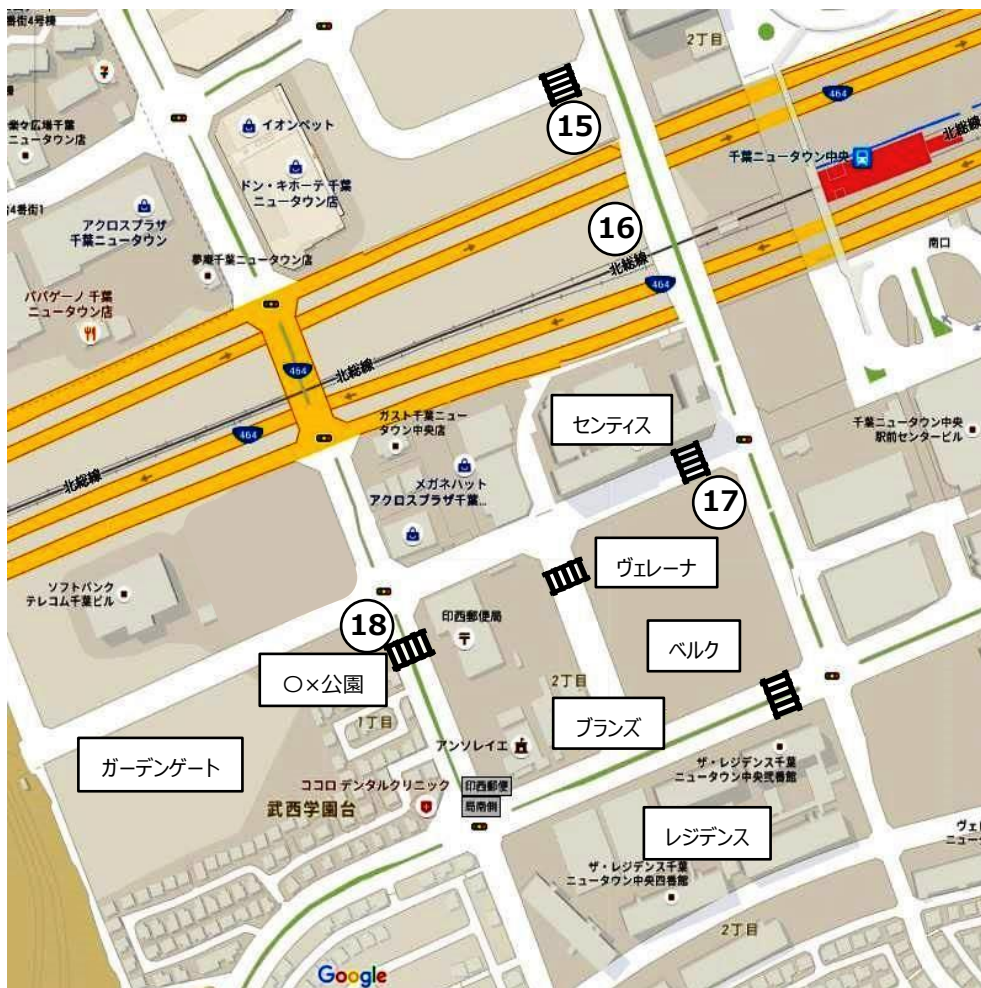 番街4号棟
2丁目
楽々広場千葉
ニュータウン店
イオンペット
15
464
北総線
千葉ニュータウン中央
ドン・キホーテ 千葉
ニュータウン店
4番街1
アクロスプラザ
千葉ニュータウン
16
南口
夢庵千葉ニュータウン店
北総線
464
パパゲーノ 千葉
ニュータウン店
464
北総線
ガスト千葉ニュー
タウン中央店
センティス
千葉ニュータウン中央
駅前センタービル
464
北総線
メガネハット
アクロスプラザ千葉...
17
ヴェレーナ
ソフトバンク
テレコム千葉ビル
18
印西郵便局
ベルク
〇×公園
2丁目
1丁目
ブランズ
アンソレイエ
ガーデンゲート
ザ・レジデンス千葉
ニュータウン中央弐番館
ココロ デンタルクリニック
印西郵便
局南側
武西学園台
レジデンス
ヴェ
ニュー
ザ・レジデンス千葉
ニュータウン中央四番館
2丁目
Google